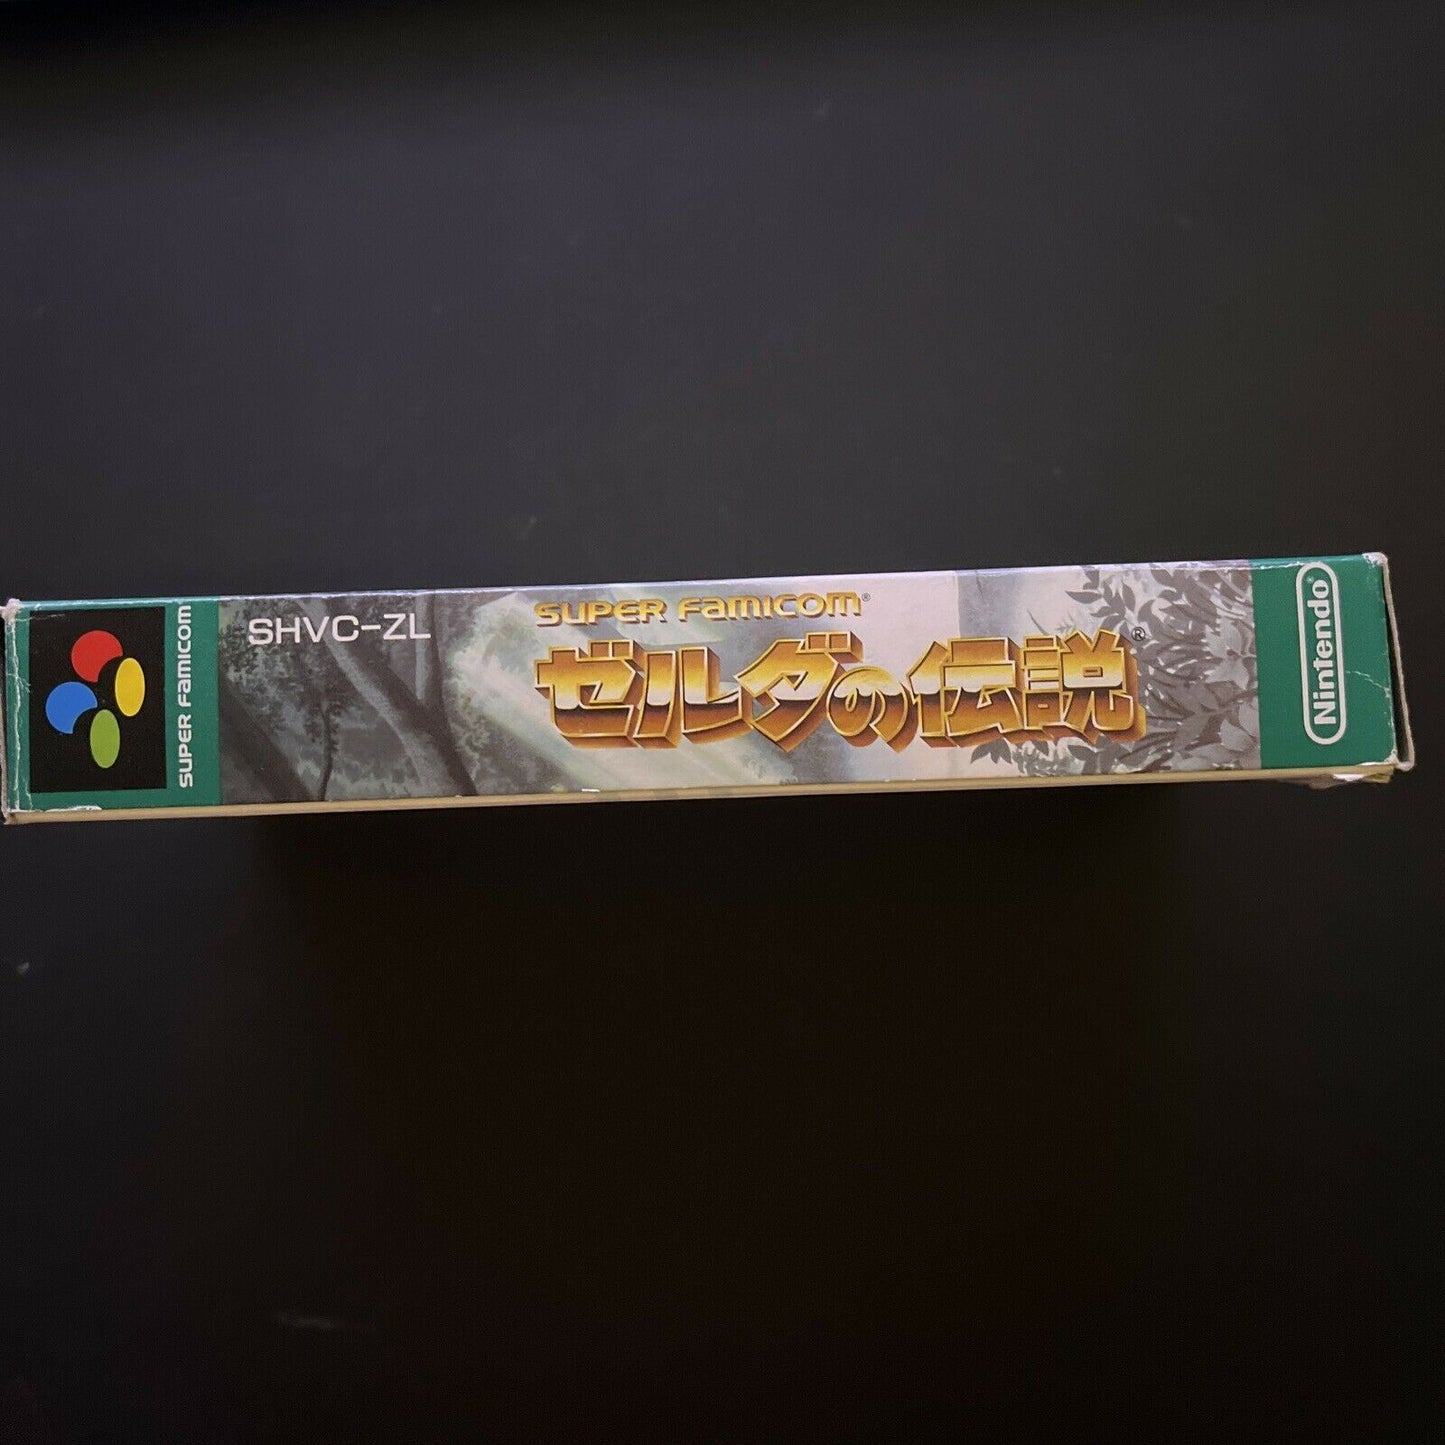 SUPER FAMICOM
SHVC-ZL
SUPER FAMICOM®
ゼルダの伝説®
Nintendo®